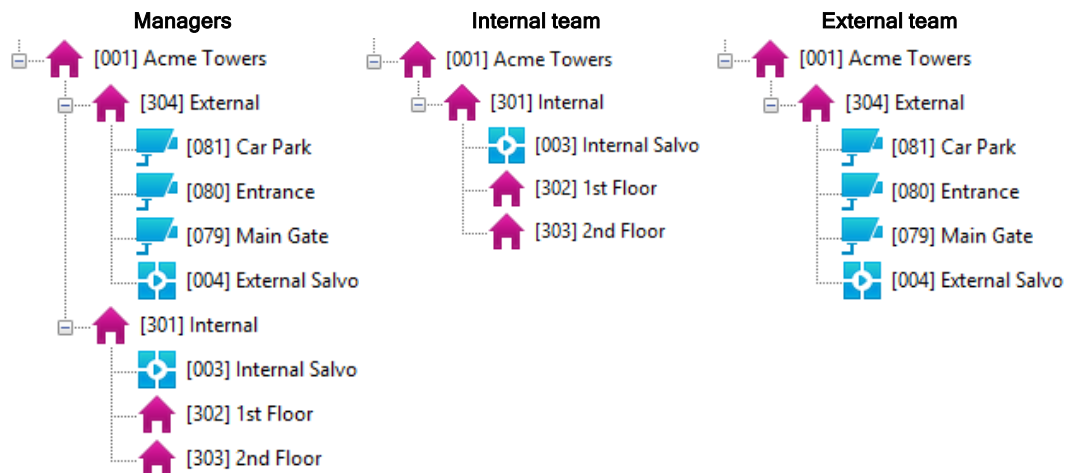 Managers
[001] Acme Towers
[304] External
[081] Car Park
[080] Entrance
[079] Main Gate
[004] External Salvo
[301] Internal
[003] Internal Salvo
[302] 1st Floor
[303] 2nd Floor
Internal team
[001] Acme Towers
[301] Internal
[003] Internal Salvo
[302] 1st Floor
[303] 2nd Floor
External team
[001] Acme Towers
[304] External
[081] Car Park
[080] Entrance
[079] Main Gate
[004] External Salvo